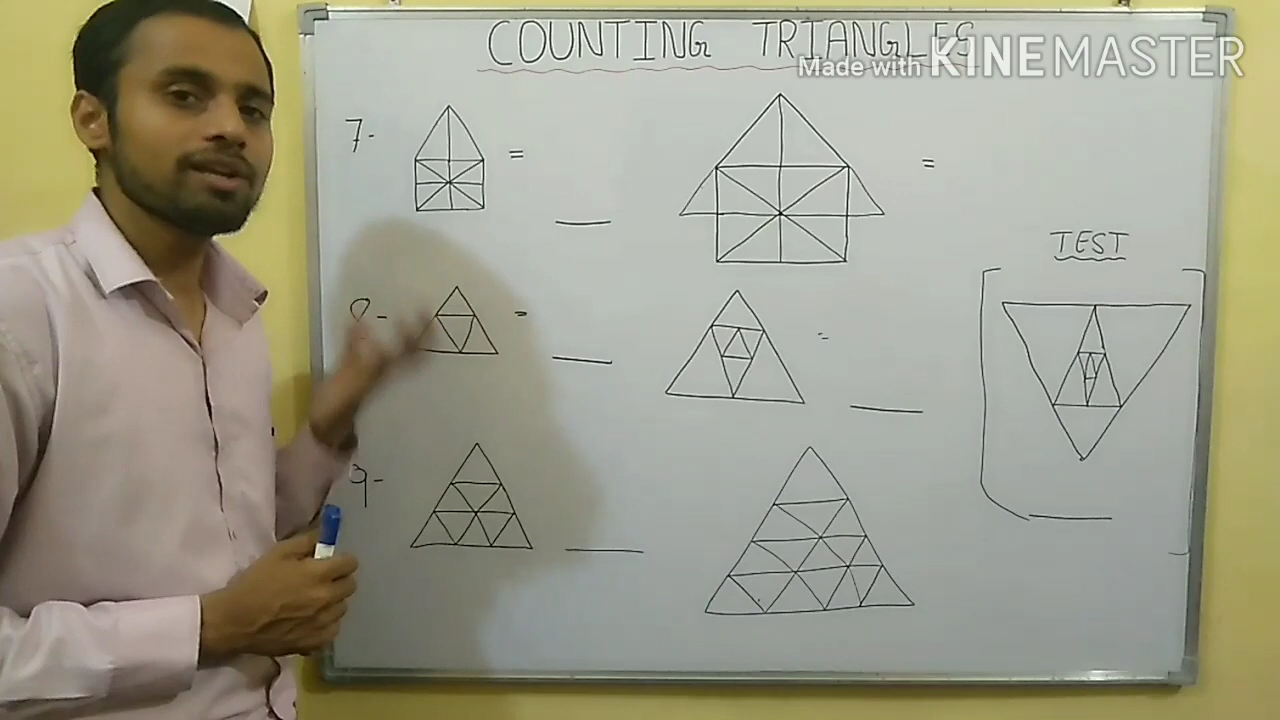 COUNTING TRIANGLES
Made with KINEMASTER
7- = =
TEST
8- = =
9-